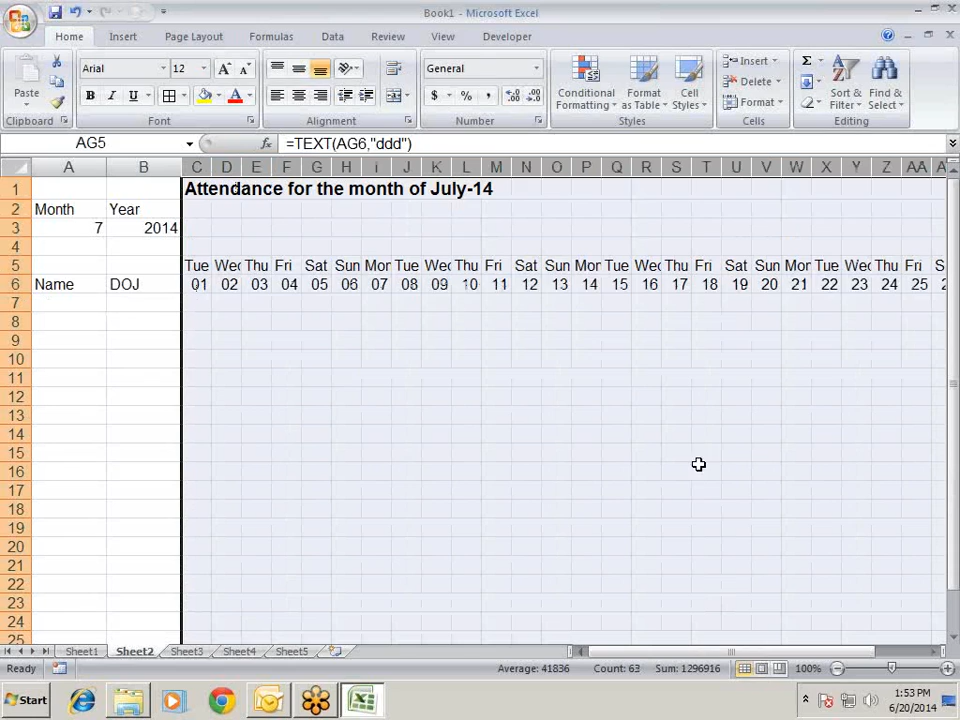 Book1 - Microsoft Excel
Home Insert Page Layout Formulas Data Review View Developer
Paste Arial 12 General Conditional Formatting Format as Table Cell Styles Insert Delete Format Sort & Filter Find & Select
B I U $ % ,
Clipboard Font Alignment Number Styles Cells Editing
AG5 fx =TEXT(AG6,"ddd")
A B C D E F G H I J K L M N O P Q R S T U V W X Y Z AA
1 Attendance for the month of July-14
2 Month Year
3 7 2014
4
5 Tue Wed Thu Fri Sat Sun Mon Tue Wed Thu Fri Sat Sun Mon Tue Wed Thu Fri Sat Sun Mon Tue Wed Thu Fri S
6 Name DOJ 01 02 03 04 05 06 07 08 09 10 11 12 13 14 15 16 17 18 19 20 21 22 23 24 25 2
7
8
9
10
11
12
13
14
15
16
17
18
19
20
21
22
23
24
25
Sheet1 Sheet2 Sheet3 Sheet4 Sheet5
Ready Average: 41836 Count: 63 Sum: 1296916 100%
Start 1:53 PM
6/20/2014